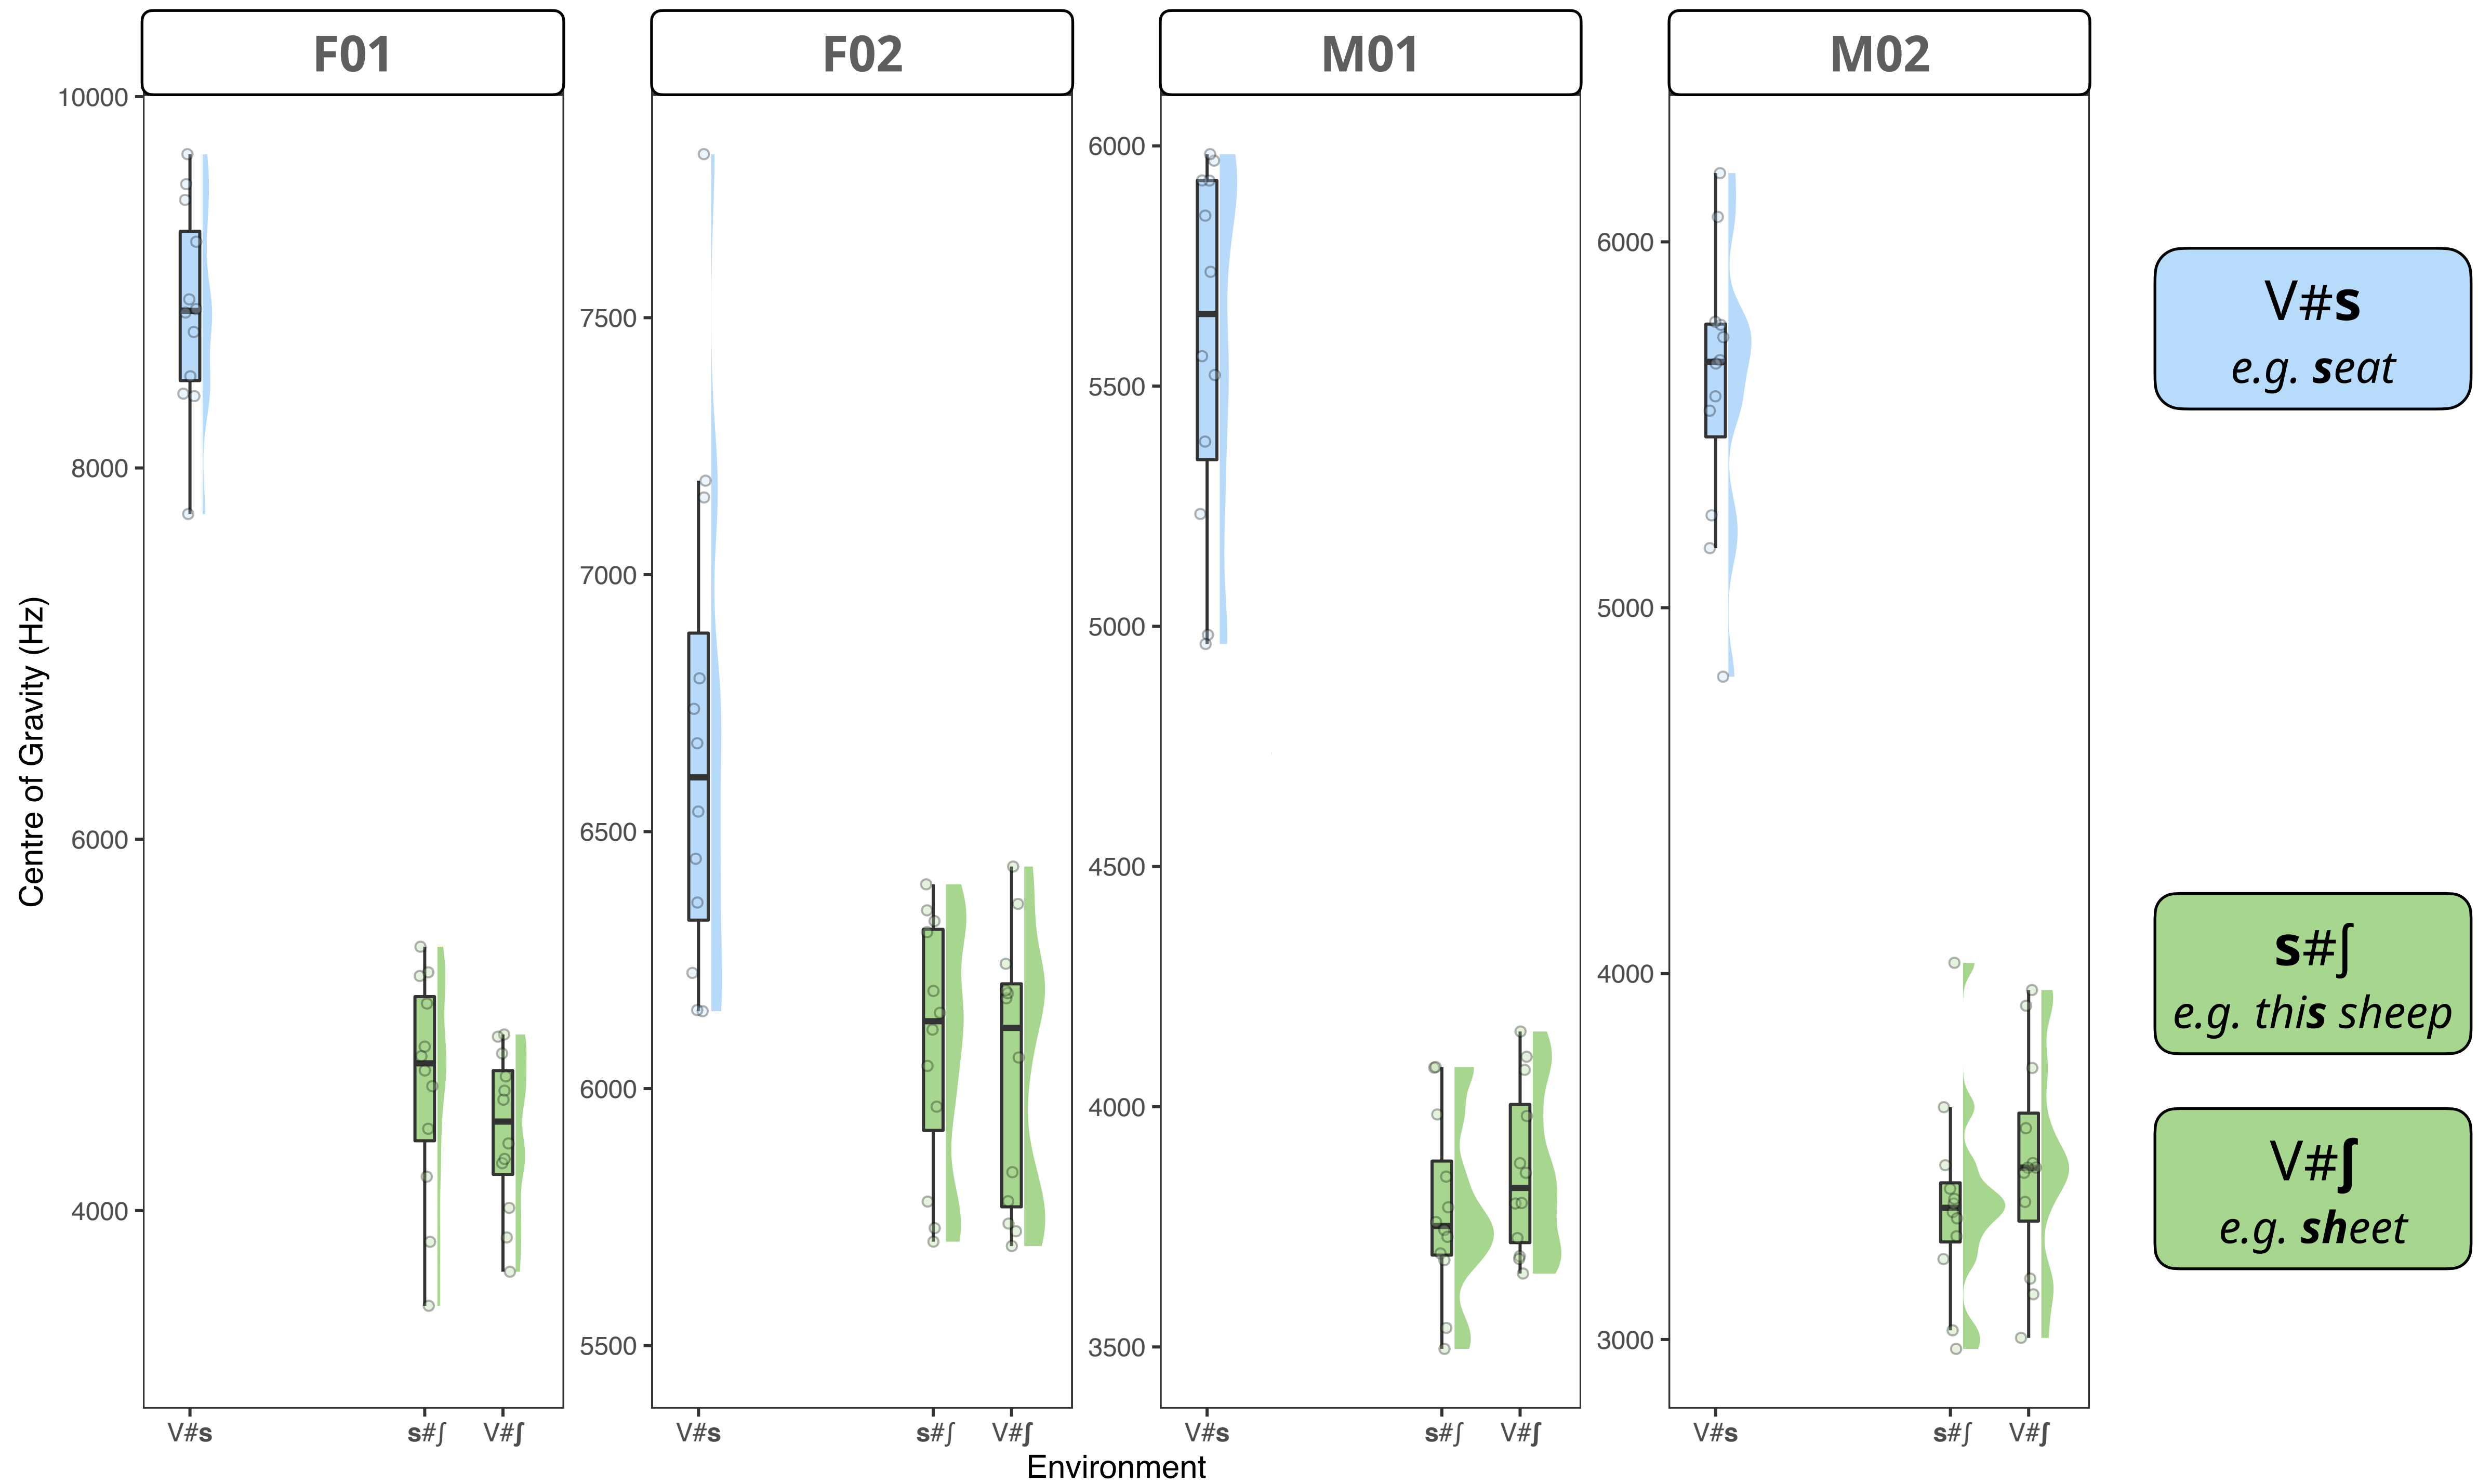 F01
F02
M01
M02
10000
8000
6000
4000
7500
7000
6500
6000
5500
6000
5500
5000
4500
4000
3500
6000
5000
4000
3000
Centre of Gravity (Hz)
V#s
s#ʃ
V#ʃ
V#s
s#ʃ
V#ʃ
V#s
s#ʃ
V#ʃ
V#s
s#ʃ
V#ʃ
Environment
V#s
e.g. seat
s#ʃ
e.g. this sheep
V#ʃ
e.g. sheet